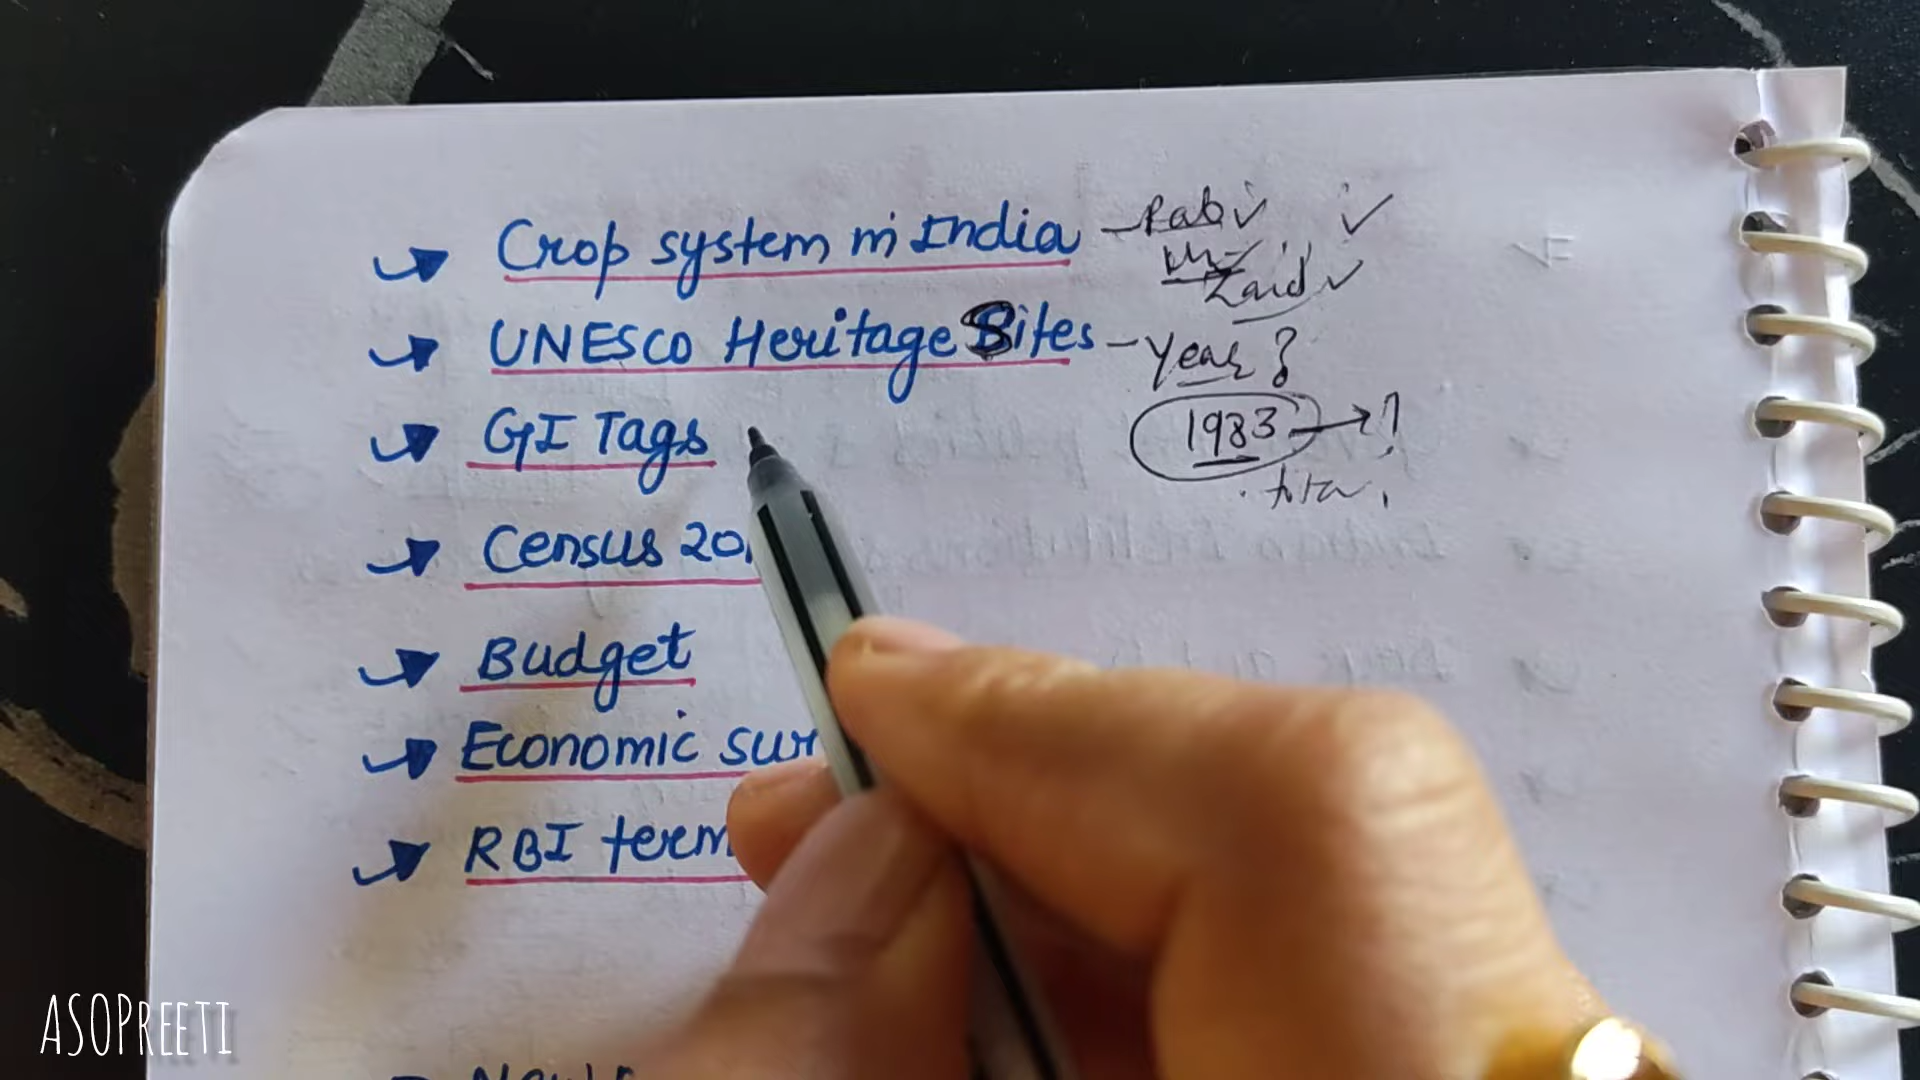 Crop system in India - Rabi
Zaid
UNESCO Heritage Sites - Year?
GI Tags
1983 → ?
Census 20
Budget
Economic sur
RBI term
ASOPREETI